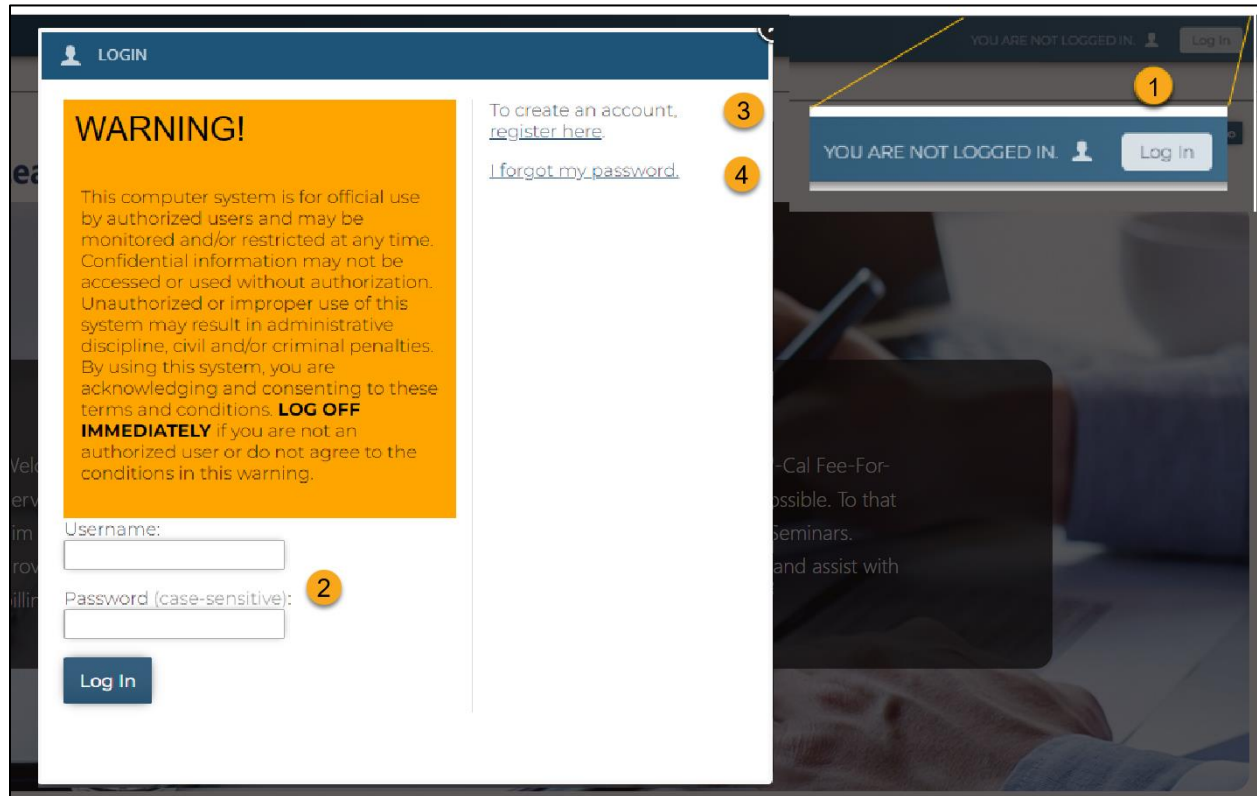 LOGIN
YOU ARE NOT LOGGED IN.
Log In
1
YOU ARE NOT LOGGED IN.
Log In
WARNING!
This computer system is for official use
by authorized users and may be
monitored and/or restricted at any time.
Confidential information may not be
accessed or used without authorization.
Unauthorized or improper use of this
system may result in administrative
discipline, civil and/or criminal penalties.
By using this system, you are
acknowledging and consenting to these
terms and conditions. LOG OFF
IMMEDIATELY if you are not an
authorized user or do not agree to the
conditions in this warning.
Username:
Password (case-sensitive):
2
Log In
To create an account,
register here.
3
I forgot my password.
4
-Cal Fee-For-
To that
Seminars.
and assist with